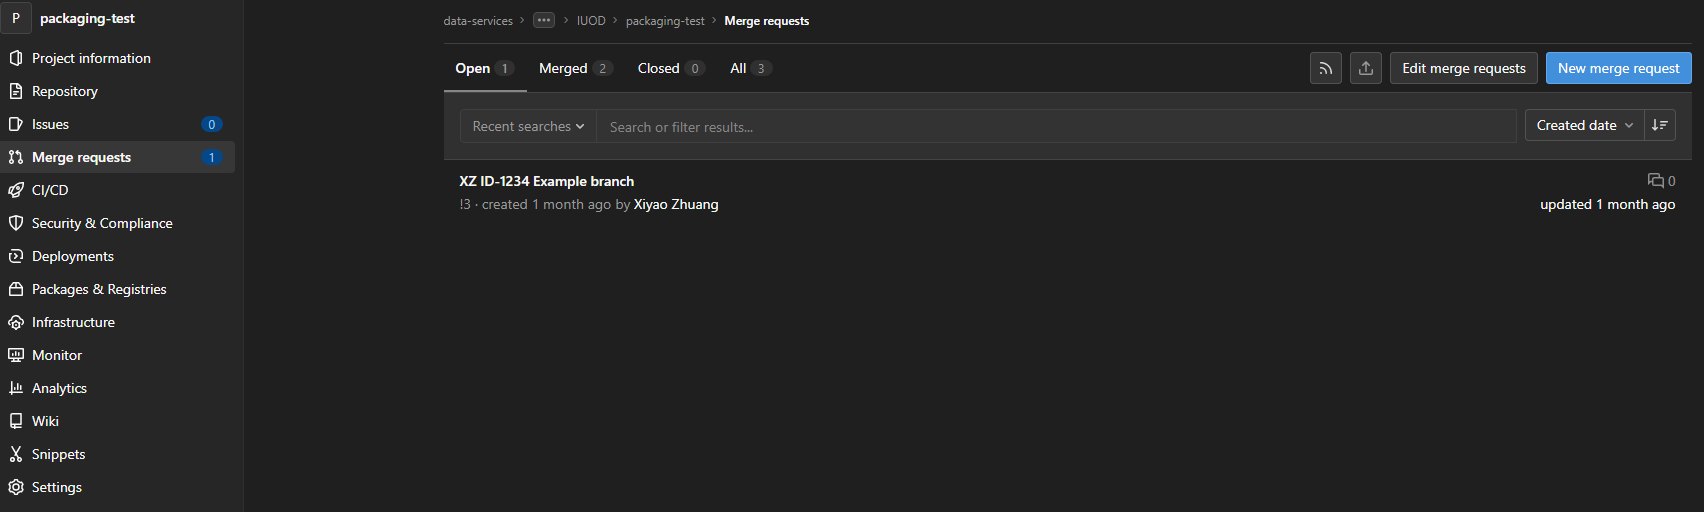 P packaging-test
Project information
Repository
Issues 0
Merge requests 1
CI/CD
Security & Compliance
Deployments
Packages & Registries
Infrastructure
Monitor
Analytics
Wiki
Snippets
Settings
data-services > ••• > IUOD > packaging-test > Merge requests
Open 1 Merged 2 Closed 0 All 3 Edit merge requests New merge request
Recent searches Search or filter results... Created date
XZ ID-1234 Example branch 0
!3 · created 1 month ago by Xiyao Zhuang updated 1 month ago